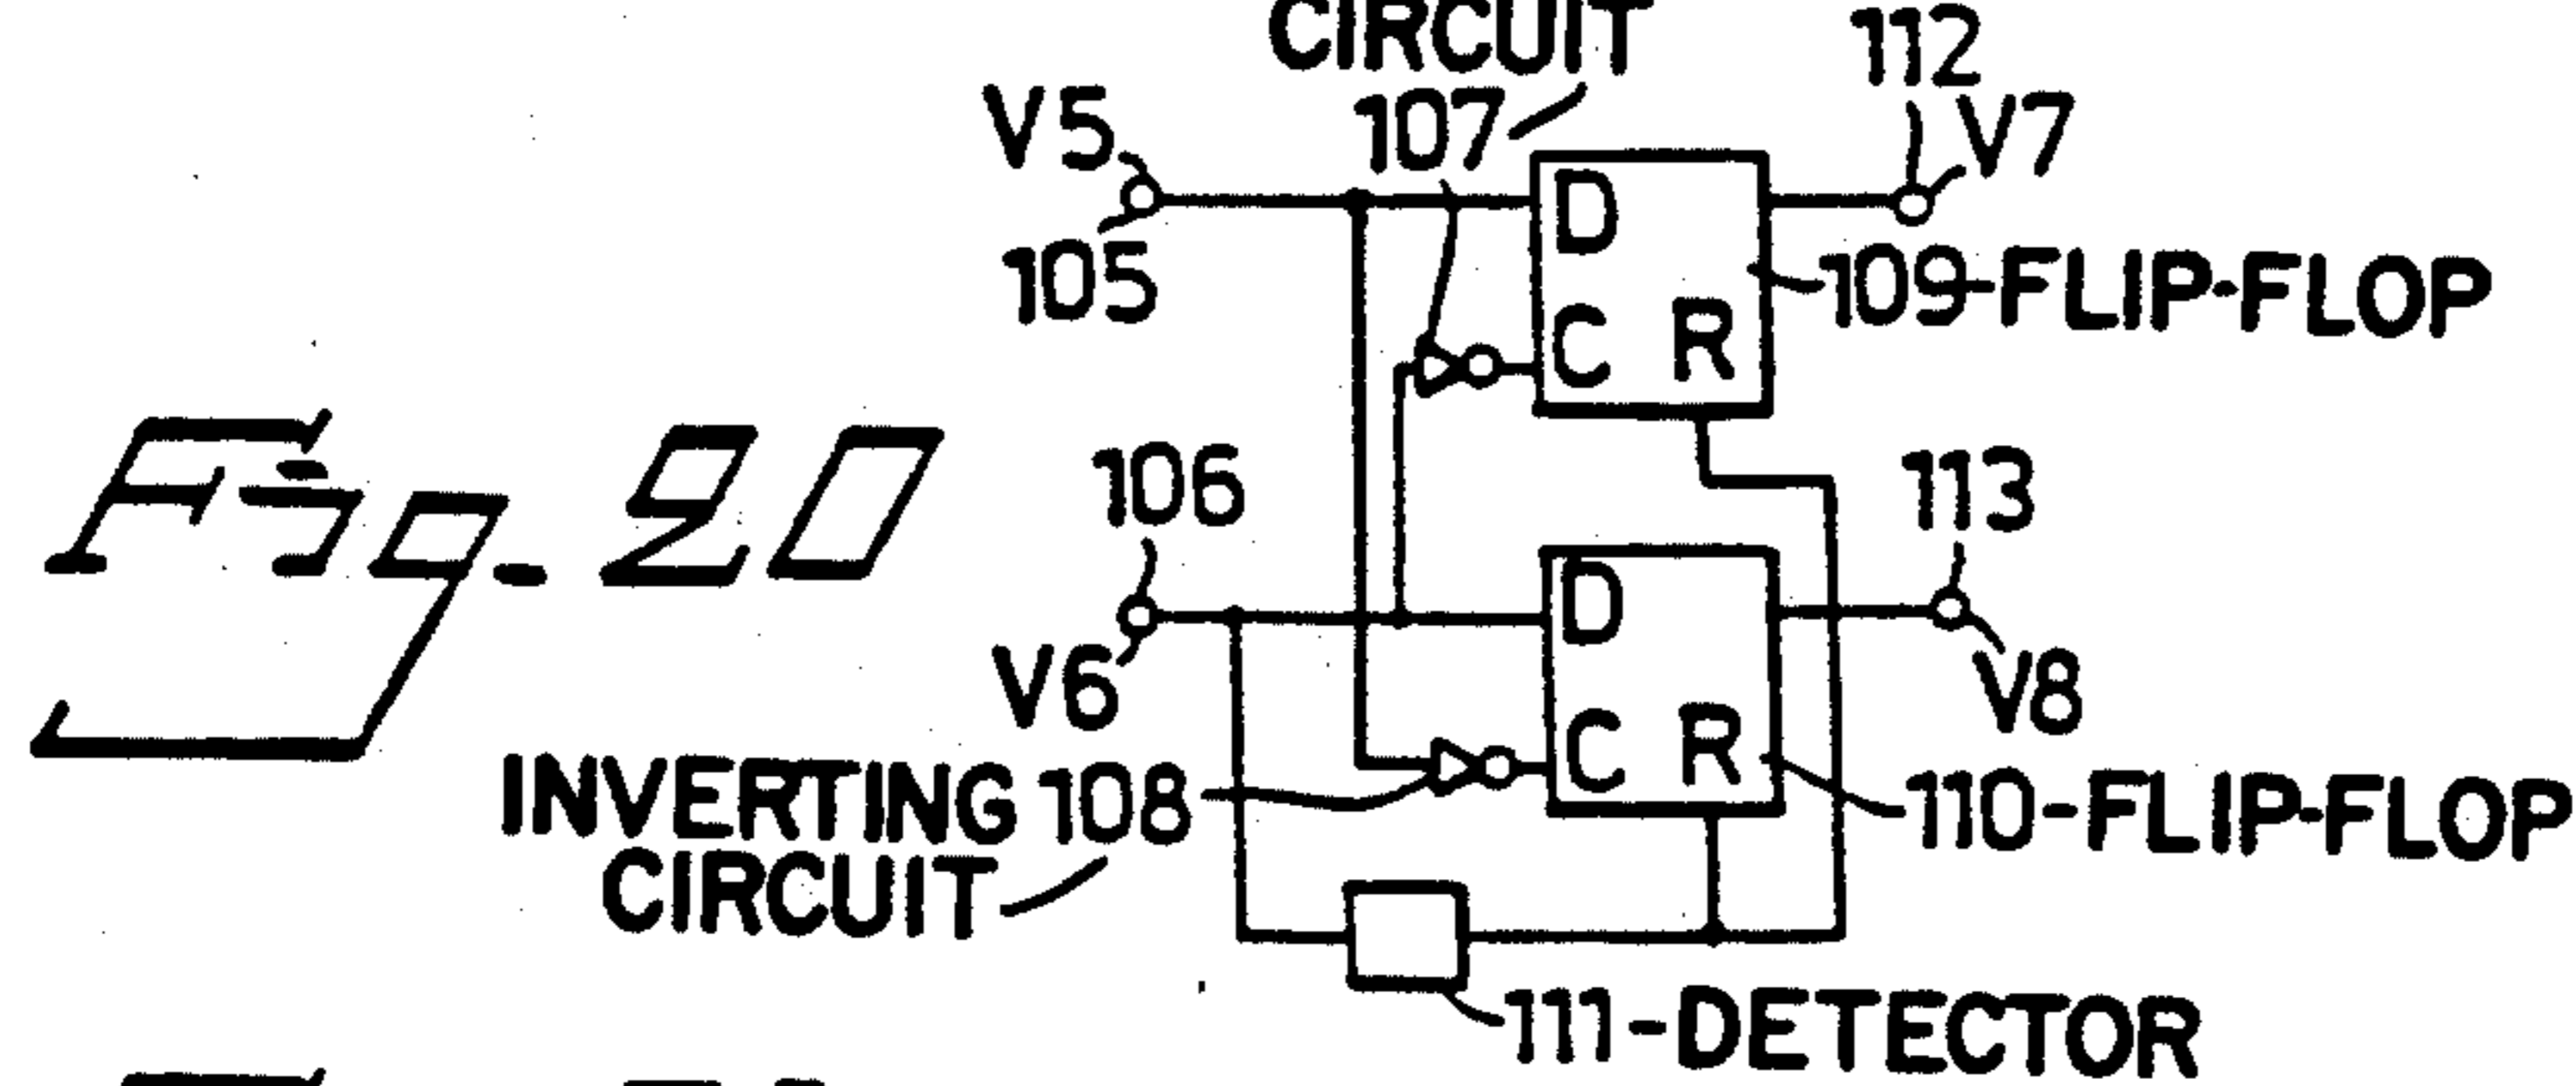 CIRCUIT
107
112
V5
V7
105
D
C R
109-FLIP-FLOP
Fig. 20
106
113
V6
D
C R
V8
INVERTING 108
CIRCUIT
110-FLIP-FLOP
111-DETECTOR